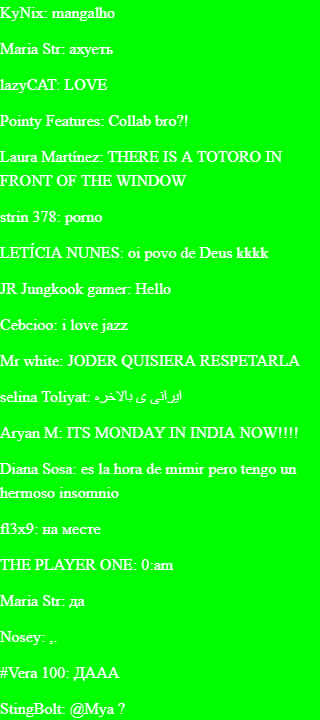 KyNix: mangalho
Maria Str: ахуеть
lazyCAT: LOVE
Pointy Features: Collab bro?!
Laura Martínez: THERE IS A TOTORO IN
FRONT OF THE WINDOW
strin 378: porno
LETÍCIA NUNES: oi povo de Deus kkkk
JR Jungkook gamer: Hello
Cebcioo: i love jazz
Mr white: JODER QUISIERA RESPETARLA
selina Toliyat: ایرانی ی بالاخره
Aryan M: ITS MONDAY IN INDIA NOW!!!!
Diana Sosa: es la hora de mimir pero tengo un
hermoso insomnio
fl3x9: на месте
THE PLAYER ONE: 0:am
Maria Str: да
Nosey: ,.
#Vera 100: ДААА
StingBolt: @Mya ?